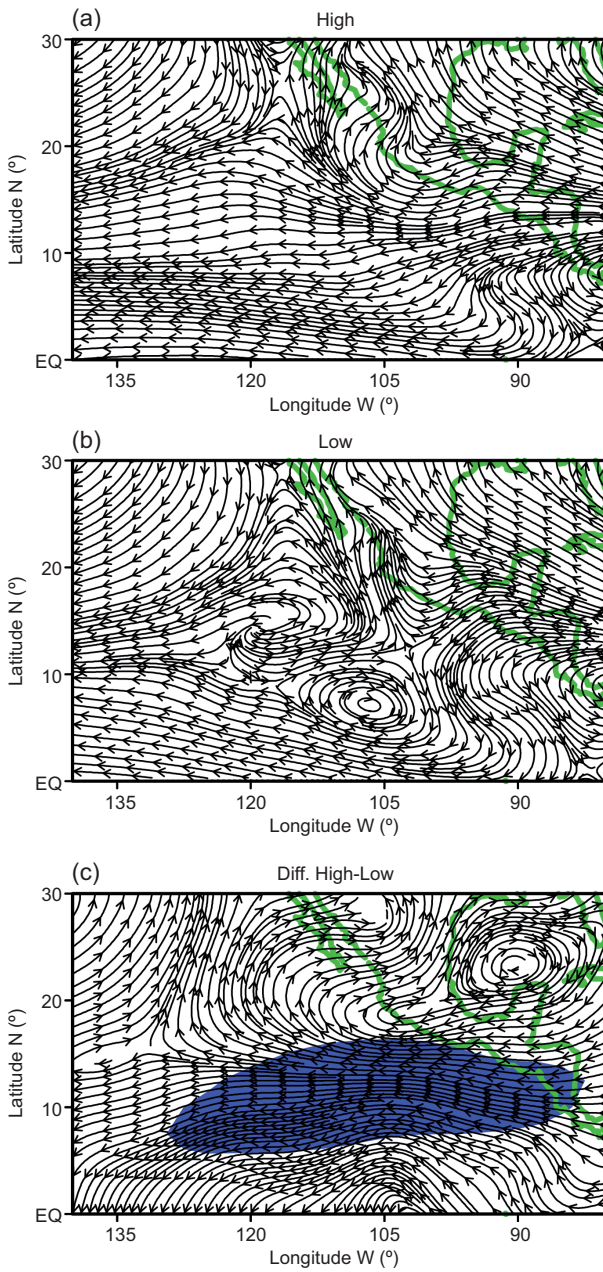 (a) High
30
20
10
EQ
Latitude N (º)
135 120 105 90
Longitude W (º)
(b) Low
30
20
10
EQ
Latitude N (º)
135 120 105 90
Longitude W (º)
(c) Diff. High-Low
30
20
10
EQ
Latitude N (º)
135 120 105 90
Longitude W (º)